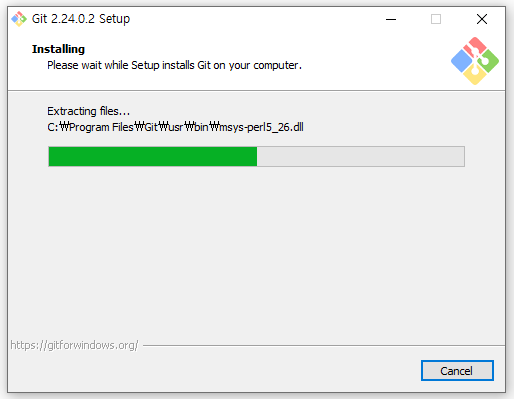 Git 2.24.0.2 Setup
Installing
Please wait while Setup installs Git on your computer.
Extracting files...
C:₩Program Files₩Git₩usr₩bin₩msys-perl5_26.dll
https://gitforwindows.org/
Cancel